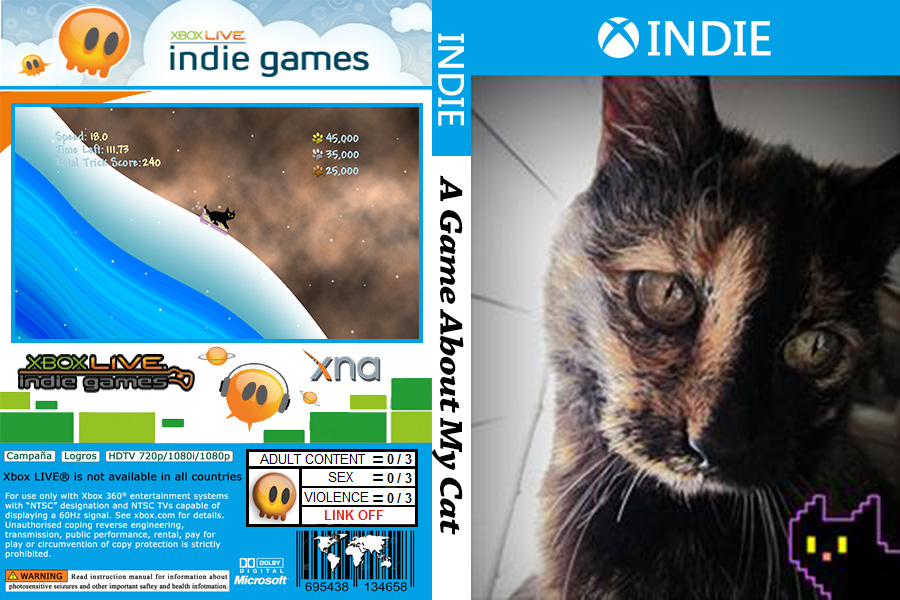 XBOX LIVE
indie games
Speed: 18.0
Time Left: 111.73
Total Trick Score: 240
45,000
35,000
25,000
XBOX LIVE
indie games
xna
Campaña
Logros
HDTV 720p/1080i/1080p
Xbox LIVE® is not available in all countries
For use only with Xbox 360® entertainment systems
with "NTSC" designation and NTSC TVs capable of
displaying a 60Hz signal. See xbox.com for details.
Unauthorised coping reverse engineering,
transmission, public performance, rental, pay for
play or circumvention of copy protection is strictly
prohibited.
WARNING Read instruction manual for information about
photosensitive seizures and other important saftey and health infotmation.
ADULT CONTENT = 0 / 3
SEX = 0 / 3
VIOLENCE = 0 / 3
LINK OFF
DOLBY
DIGITAL
Microsoft
695438 134658
INDIE
A Game About My Cat
INDIE